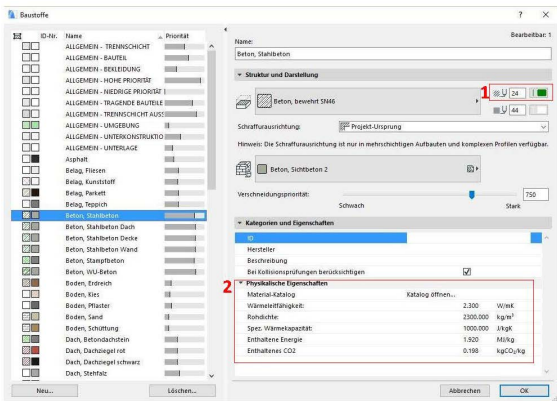 Baustoffe
? ×
ID-Nr. Name Priorität
ALLGEMEIN - TRENNSCHICHT
ALLGEMEIN - BAUTEIL
ALLGEMEIN - BEKLEIDUNG
ALLGEMEIN - HOHE PRIORITÄT
ALLGEMEIN - NIEDRIGE PRIORITÄT
ALLGEMEIN - TRAGENDE BAUTEILE
ALLGEMEIN - TRENNSCHICHT AUSS
ALLGEMEIN - UMGEBUNG
ALLGEMEIN - UNTERKONSTRUKTIO
ALLGEMEIN - UNTERLAGE
Asphalt
Belag, Fliesen
Belag, Kunststoff
Belag, Parkett
Belag, Teppich
Beton, Stahlbeton
Beton, Stahlbeton Dach
Beton, Stahlbeton Decke
Beton, Stahlbeton Wand
Beton, Stampfbeton
Beton, WU-Beton
Boden, Erdreich
Boden, Kies
Boden, Pflaster
Boden, Sand
Boden, Schüttung
Dach, Betondachstein
Dach, Dachziegel rot
Dach, Dachziegel schwarz
Dach, Stehfalz
Neu...
Löschen...
Bearbeitbar: 1
Name:
Beton, Stahlbeton
Struktur und Darstellung
Beton, bewehrt SN46
1
24
44
Schraffurausrichtung: Projekt-Ursprung
Hinweis: Die Schraffurausrichtung ist nur in mehrschichtigen Aufbauten und komplexen Profilen verfügbar.
Beton, Sichtbeton 2
Verschneidungspriorität: 750
Schwach Stark
Kategorien und Eigenschaften
ID
Hersteller
Beschreibung
Bei Kollisionsprüfungen berücksichtigen
2
Physikalische Eigenschaften
Material-Katalog Katalog öffnen...
Wärmeleitfähigkeit: 2.300 W/mK
Rohdichte: 2300.000 kg/m³
Spez. Wärmekapazität: 1000.000 J/kgK
Enthaltene Energie 1.920 MJ/kg
Enthaltenes CO2 0.198 kgCO₂/kg
Abbrechen
OK